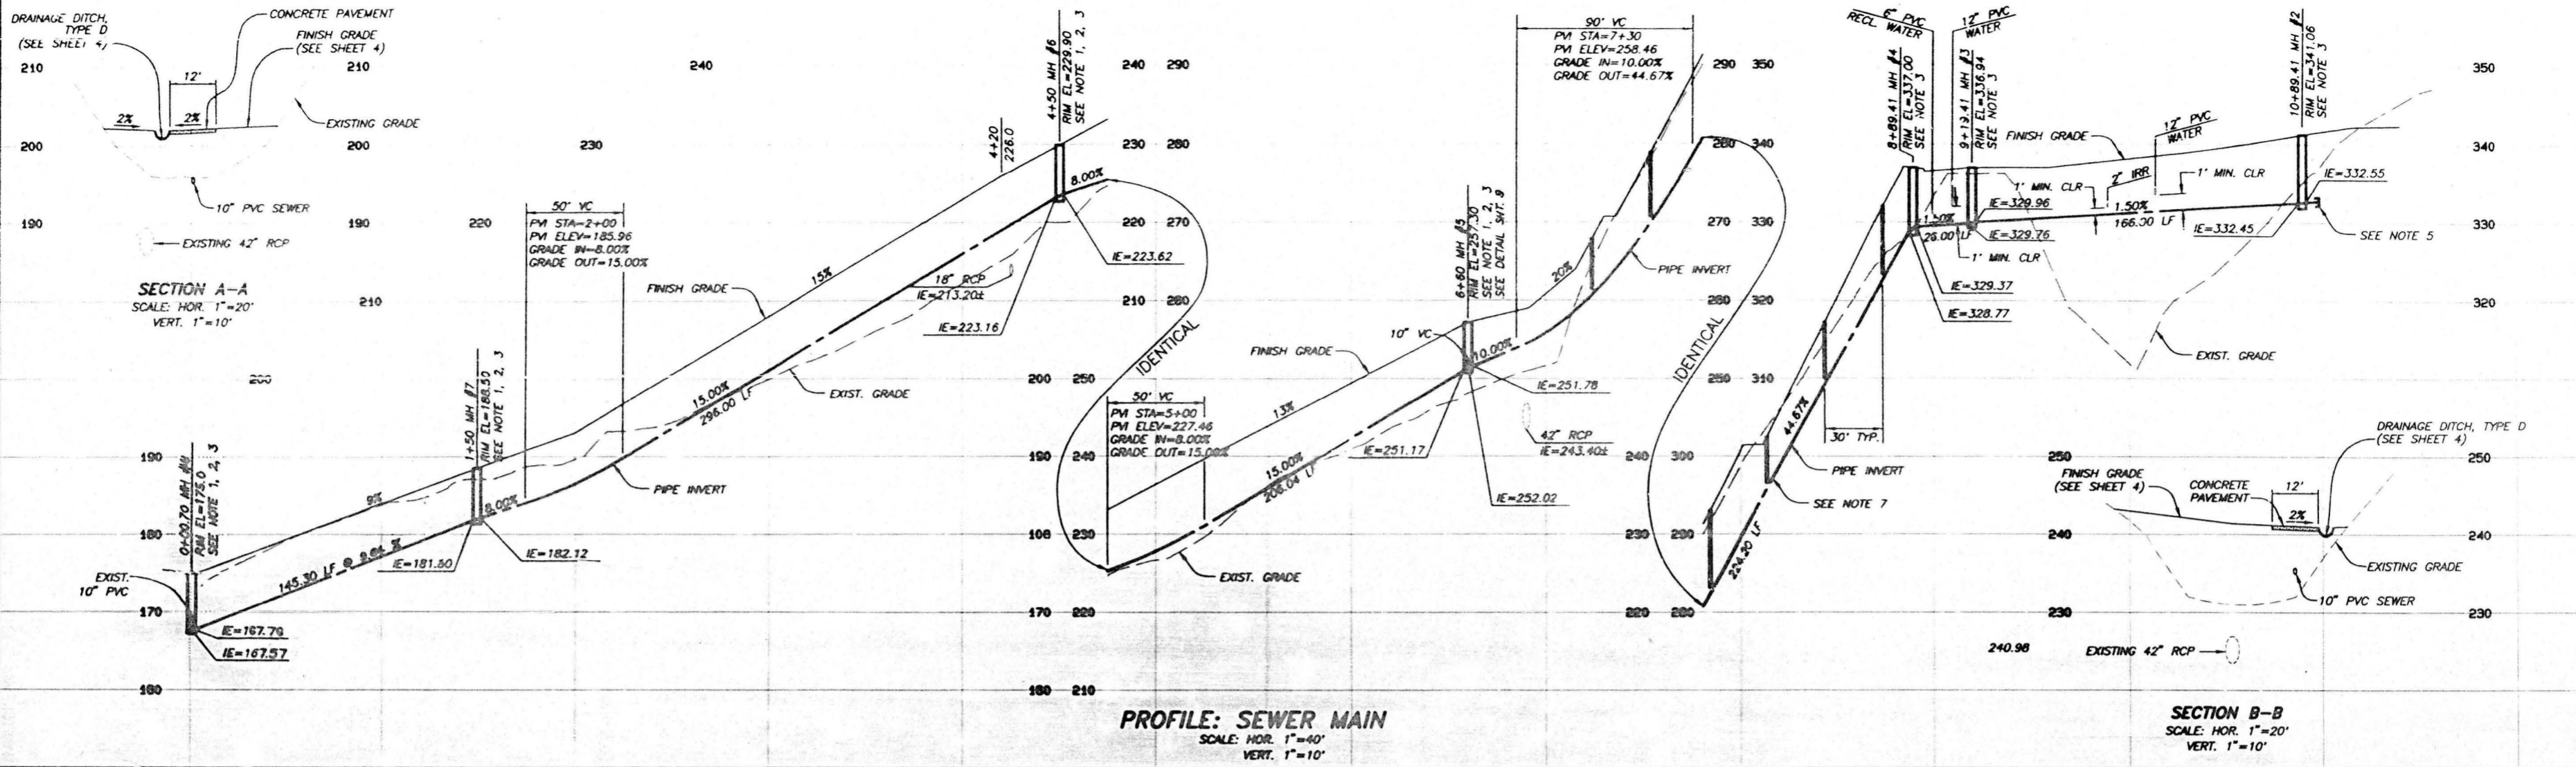 DRAINAGE DITCH,
TYPE D
(SEE SHEET 4)
CONCRETE PAVEMENT
FINISH GRADE
(SEE SHEET 4)
210
210
12'
2%
2%
EXISTING GRADE
200
200
10" PVC SEWER
190
190
EXISTING 42" RCP
SECTION A-A
SCALE: HOR. 1"=20'
VERT. 1"=10'
240
230
220
210
200
190
180
170
160
EXIST.
10" PVC
0+00.70 MH
RIM EL=175.0
SEE NOTE 1, 2, 3
IE=167.57
9%
145.30 LF @
1+50 MH #7
RIM EL=188.50
SEE NOTE 1, 2, 3
8.00%
IE=182.12
50' VC
PVI STA=2+00
PVI ELEV=185.96
GRADE IN=8.00%
GRADE OUT=15.00%
PIPE INVERT
FINISH GRADE
15%
15.00%
296.00 LF
EXIST. GRADE
18" RCP
IE=213.20±
4+20
226.0
4+50 MH #6
RIM EL=229.90
SEE NOTE 1, 2, 3
8.00%
IE=223.62
IE=223.16
240 290
230 280
220 270
210 260
200 250
190 240
108 230
170 220
160 210
IDENTICAL
50' VC
PVI STA=5+00
PVI ELEV=227.46
GRADE IN=8.00%
GRADE OUT=15.00%
FINISH GRADE
13%
15.00%
206.04 LF
EXIST. GRADE
6+60 MH #5
RIM EL=257.30
SEE NOTE 1, 2, 3
SEE DETAIL SHT. 9
10" VC
10.00%
IE=251.78
IE=251.17
IE=252.02
42" RCP
IE=243.40±
20%
90' VC
PVI STA=7+30
PVI ELEV=258.46
GRADE IN=10.00%
GRADE OUT=44.67%
PIPE INVERT
290 350
280 340
270 330
260 320
250 310
240 300
230 290
220 280
IDENTICAL
44.67%
224.20 LF
30' TYP.
PIPE INVERT
SEE NOTE 7
6" PVC
RECL. WATER
12" PVC
WATER
8+89.41 MH #4
RIM EL=337.00
SEE NOTE 3
9+19.41 MH #3
RIM EL=336.94
SEE NOTE 3
FINISH GRADE
12" PVC
WATER
10+89.41 MH #2
RIM EL=341.06
SEE NOTE 3
1' MIN. CLR
2" IRR
1' MIN. CLR
IE=332.55
IE=329.96
1.50%
1.50%
26.00 LF
IE=329.76
166.00 LF
IE=332.45
SEE NOTE 5
1' MIN. CLR
IE=329.37
IE=328.77
EXIST. GRADE
350
340
330
320
DRAINAGE DITCH, TYPE D
(SEE SHEET 4)
250
250
FINISH GRADE
(SEE SHEET 4)
CONCRETE
PAVEMENT
12'
2%
240
240
EXISTING GRADE
10" PVC SEWER
230
230
240.98
EXISTING 42" RCP
SECTION B-B
SCALE: HOR. 1"=20'
VERT. 1"=10'
PROFILE: SEWER MAIN
SCALE: HOR. 1"=40'
VERT. 1"=10'